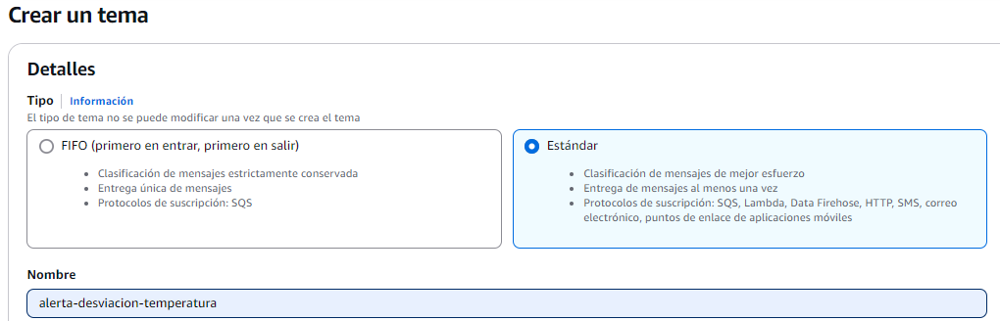 Crear un tema
Detalles
Tipo Información
El tipo de tema no se puede modificar una vez que se crea el tema
FIFO (primero en entrar, primero en salir)
• Clasificación de mensajes estrictamente conservada
• Entrega única de mensajes
• Protocolos de suscripción: SQS
Estándar
• Clasificación de mensajes de mejor esfuerzo
• Entrega de mensajes al menos una vez
• Protocolos de suscripción: SQS, Lambda, Data Firehose, HTTP, SMS, correo
electrónico, puntos de enlace de aplicaciones móviles
Nombre
alerta-desviacion-temperatura